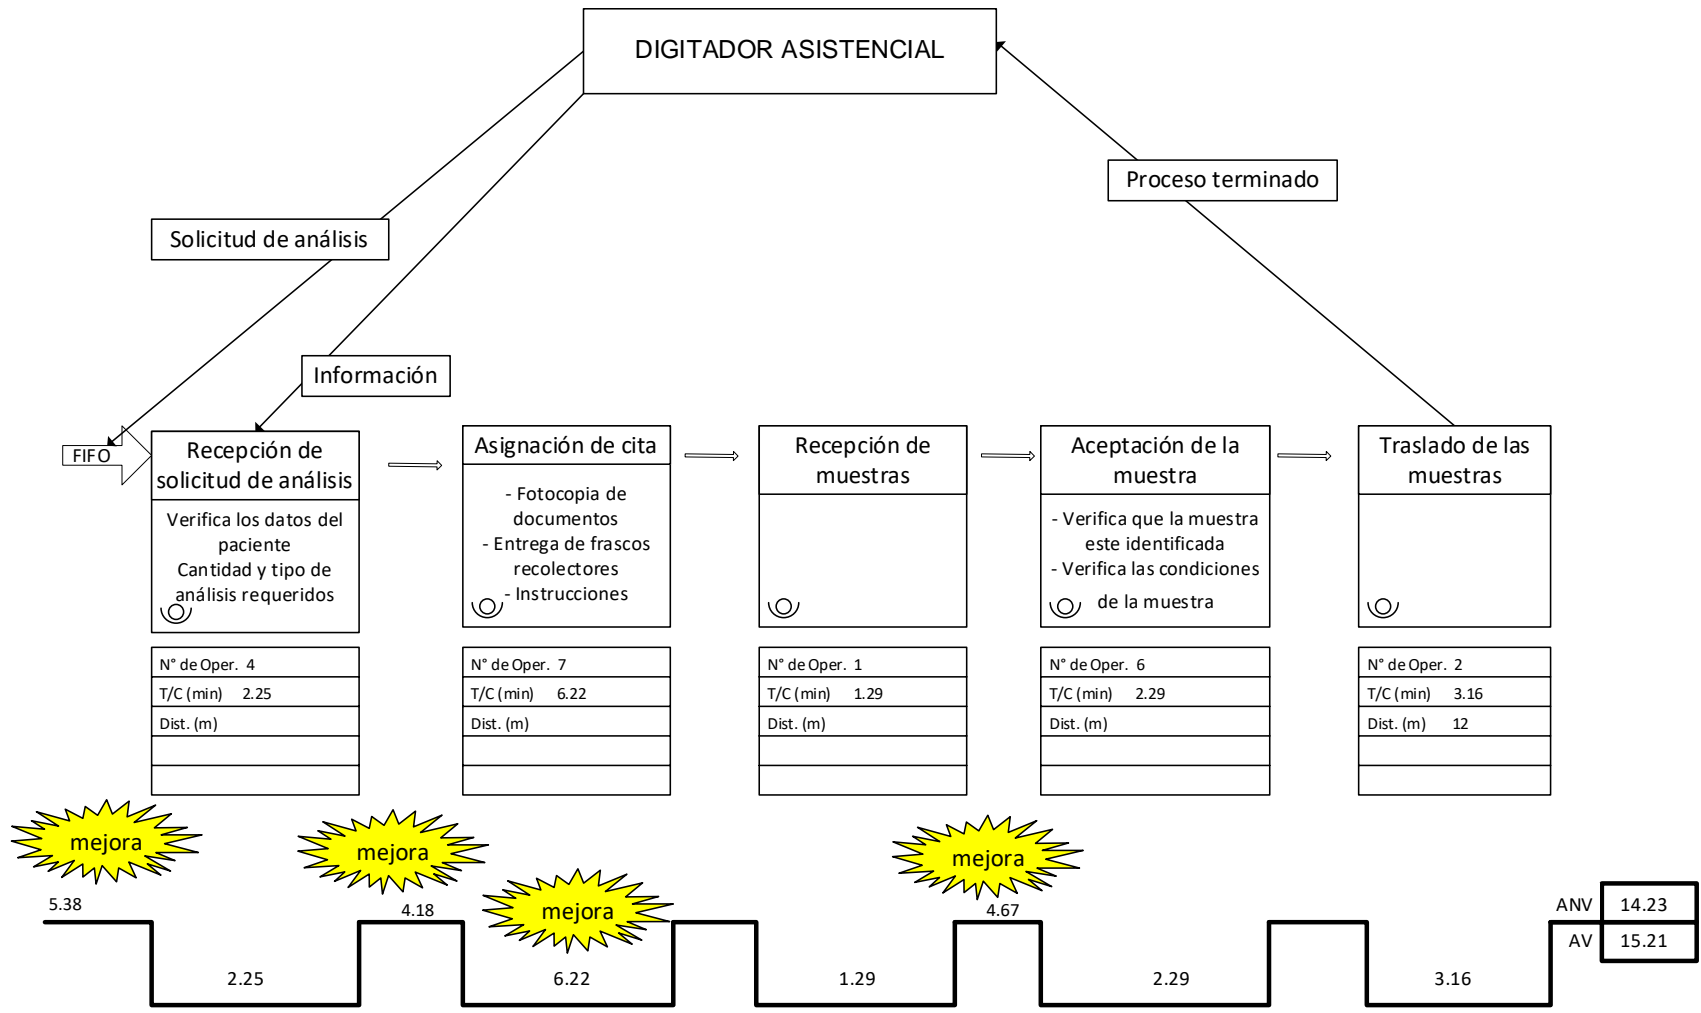 DIGITADOR ASISTENCIAL
Proceso terminado
Solicitud de análisis
Información
FIFO
Recepción de
solicitud de análisis
Verifica los datos del
paciente
Cantidad y tipo de
análisis requeridos
Asignación de cita
- Fotocopia de
documentos
- Entrega de frascos
recolectores
- Instrucciones
Recepción de
muestras
Aceptación de la
muestra
- Verifica que la muestra
este identificada
- Verifica las condiciones
de la muestra
Traslado de las
muestras
N° de Oper. 4
T/C (min) 2.25
Dist. (m)
N° de Oper. 7
T/C (min) 6.22
Dist. (m)
N° de Oper. 1
T/C (min) 1.29
Dist. (m)
N° de Oper. 6
T/C (min) 2.29
Dist. (m)
N° de Oper. 2
T/C (min) 3.16
Dist. (m) 12
mejora
mejora
mejora
mejora
5.38
4.18
4.67
ANV 14.23
AV 15.21
2.25
6.22
1.29
2.29
3.16